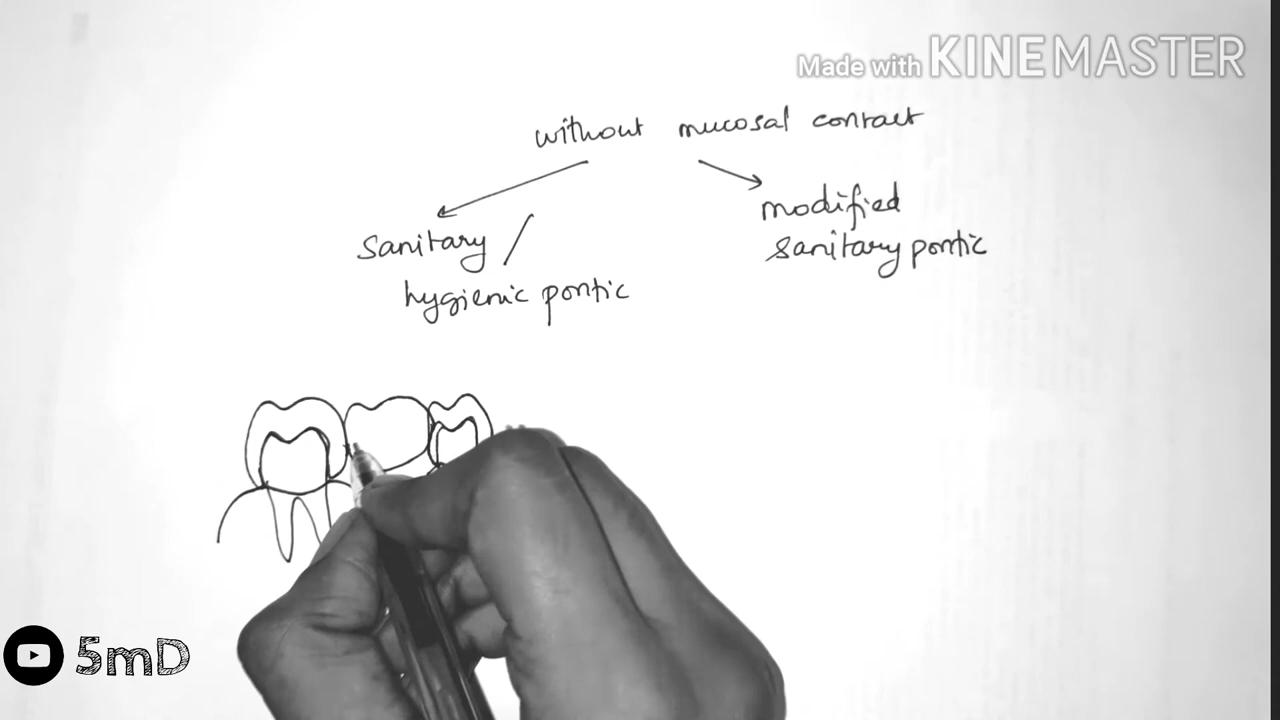 Made with KINEMASTER
without mucosal contact
Sanitary /
hygienic pontic
modified
sanitary pontic
5mD